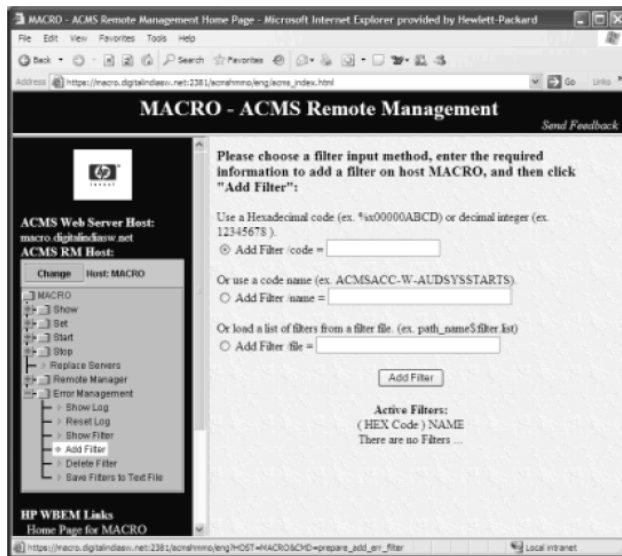 MACRO - ACMS Remote Management Home Page - Microsoft Internet Explorer provided by Hewlett-Packard
File Edit View Favorites Tools Help
Back Search Favorites
Address https://macro.digitalindiasw.net:2381/acmshmmo/eng/acms_index.html Go Links
MACRO - ACMS Remote Management
Send Feedback
hp
invent
ACMS Web Server Host:
macro.digitalindiasw.net
ACMS RM Host:
Change Host: MACRO
MACRO
Show
Set
Start
Stop
Replace Servers
Remote Manager
Error Management
Show Log
Reset Log
Show Filter
Add Filter
Delete Filter
Save Filters to Text File
HP WBEM Links
Home Page for MACRO
Please choose a filter input method, enter the required
information to add a filter on host MACRO, and then click
"Add Filter":
Use a Hexadecimal code (ex. %x00000ABCD) or decimal integer (ex.
12345678 ).
Add Filter /code =
Or use a code name (ex. ACMSACC-W-AUDSYSSTARTS).
Add Filter /name =
Or load a list of filters from a filter file. (ex. path_name$:filter.list)
Add Filter /file =
Add Filter
Active Filters:
( HEX Code ) NAME
There are no Filters ...
https://macro.digitalindiasw.net:2381/acmshmmo/eng?HOST=MACRO&CMD=prepare_add_err_filter Local intranet